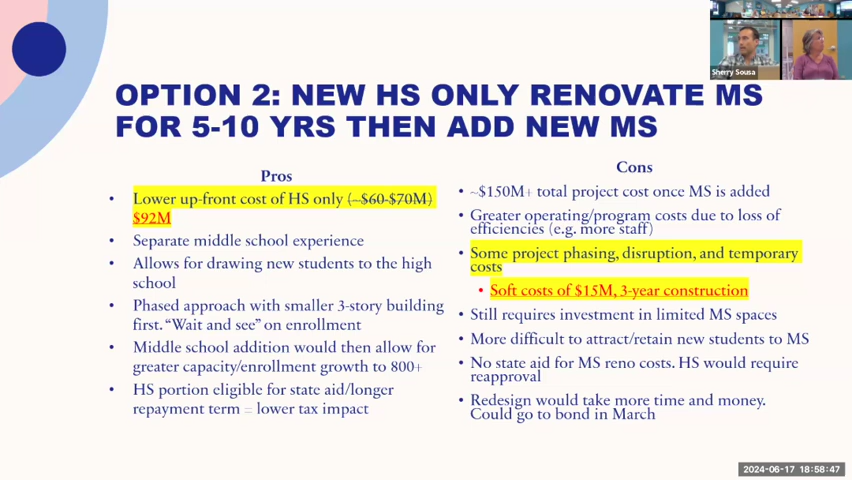 Sherry Sousa
OPTION 2: NEW HS ONLY RENOVATE MS
FOR 5-10 YRS THEN ADD NEW MS
Pros
• Lower up-front cost of HS only (~$60-$70M)
$92M
• Separate middle school experience
• Allows for drawing new students to the high
school
• Phased approach with smaller 3-story building
first. “Wait and see” on enrollment
• Middle school addition would then allow for
greater capacity/enrollment growth to 800+
• HS portion eligible for state aid/longer
repayment term = lower tax impact
Cons
• ~$150M+ total project cost once MS is added
• Greater operating/program costs due to loss of
efficiencies (e.g. more staff)
• Some project phasing, disruption, and temporary
costs
• Soft costs of $15M, 3-year construction
• Still requires investment in limited MS spaces
• More difficult to attract/retain new students to MS
• No state aid for MS reno costs. HS would require
reapproval
• Redesign would take more time and money.
Could go to bond in March
2024-06-17 18:58:47